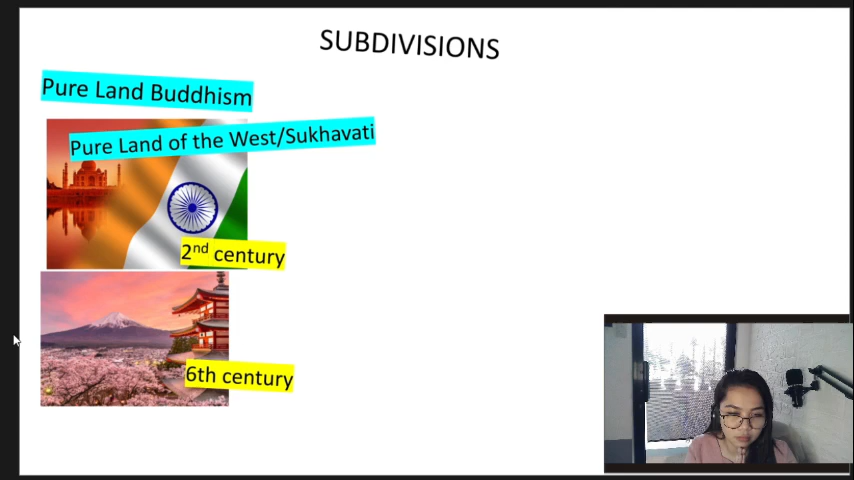 SUBDIVISIONS
Pure Land Buddhism
Pure Land of the West/Sukhavati
2nd century
6th century